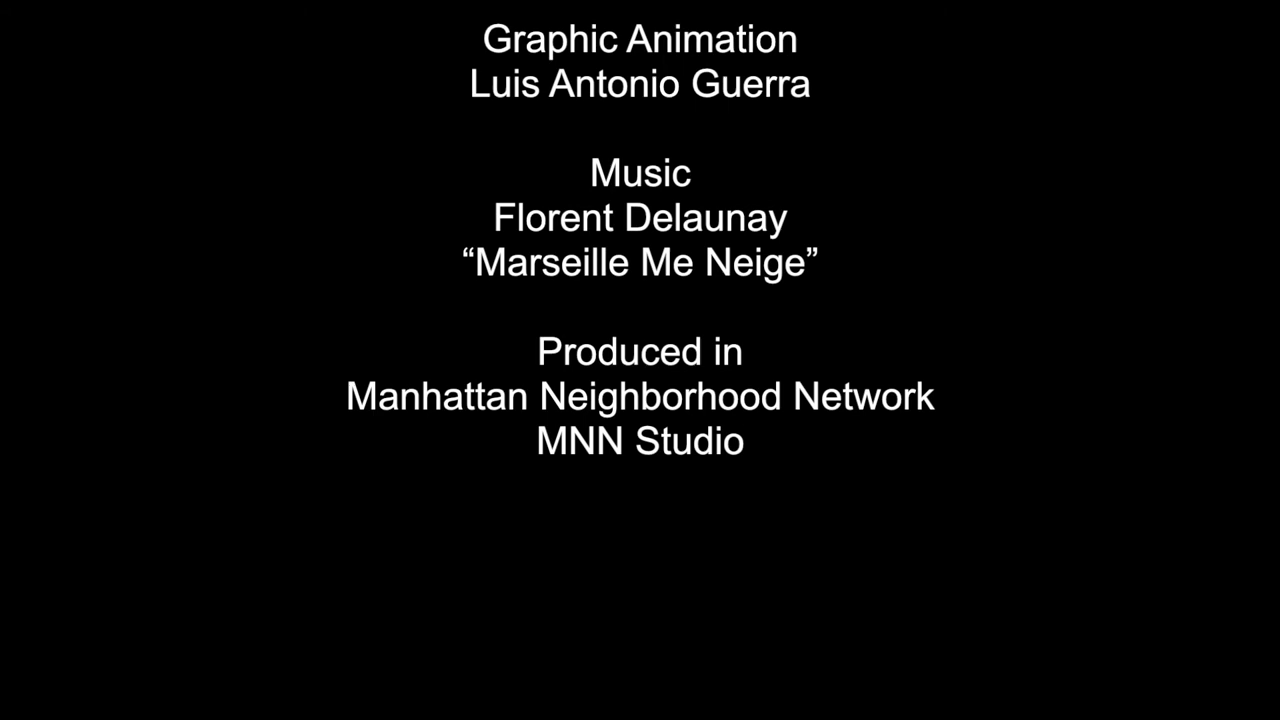 Graphic Animation
Luis Antonio Guerra
Music
Florent Delaunay
“Marseille Me Neige”
Produced in
Manhattan Neighborhood Network
MNN Studio